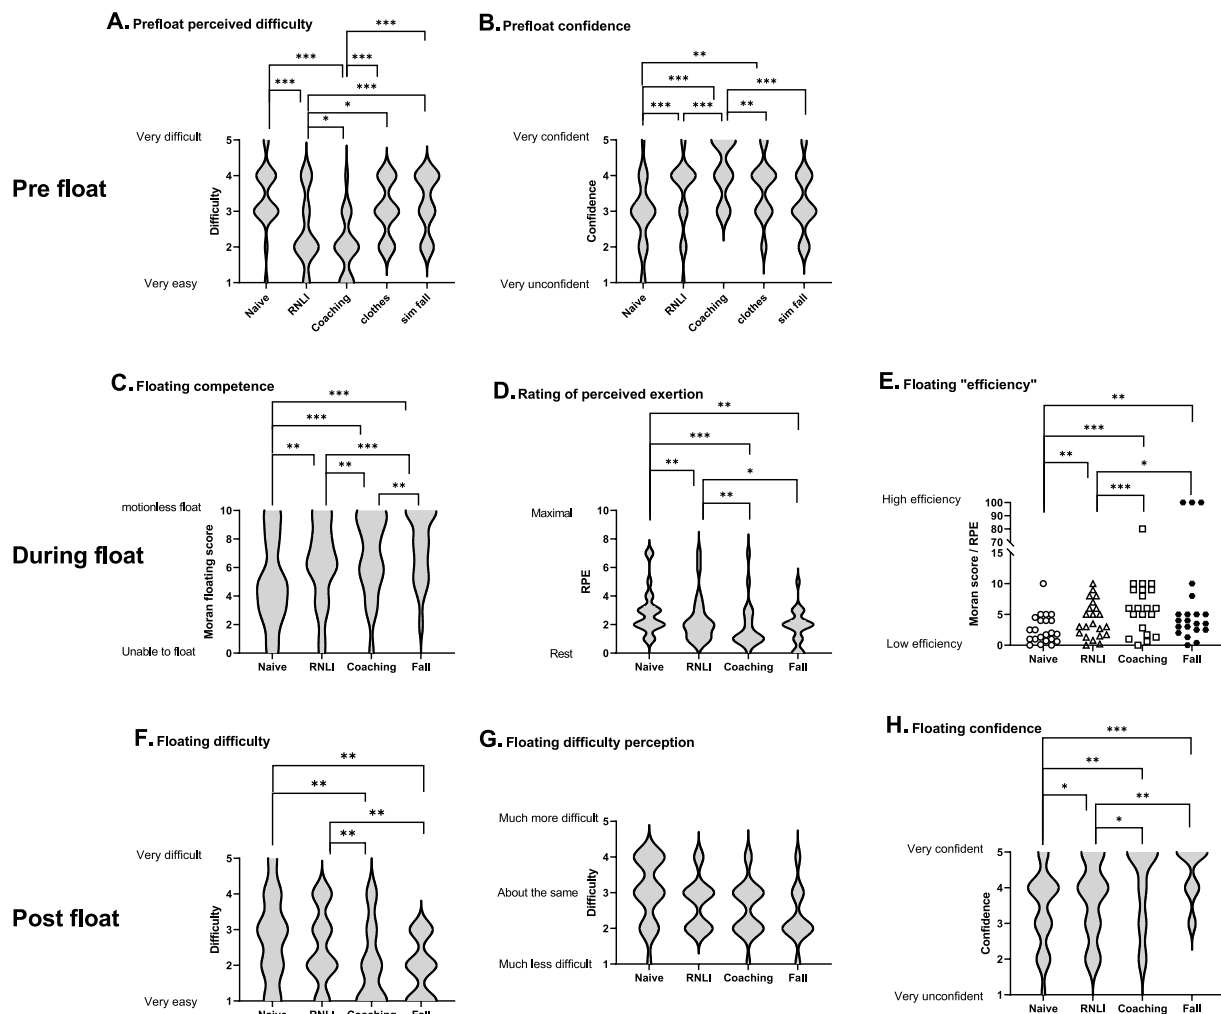 A. Prefloat perceived difficulty
***
***
***
***
***
*
*
Very difficult
5
4
3
2
1
Difficulty
Very easy
Naive
RNLI
Coaching
clothes
sim fall
B. Prefloat confidence
**
***
***
***
***
**
Very confident
5
4
3
2
1
Confidence
Very unconfident
Naive
RNLI
Coaching
clothes
sim fall
Pre float
C. Floating competence
***
***
**
***
**
**
motionless float
10
8
6
4
2
0
Moran floating score
Unable to float
Naive
RNLI
Coaching
Fall
D. Rating of perceived exertion
**
***
**
*
**
Maximal
10
8
6
4
2
0
RPE
Rest
Naive
RNLI
Coaching
Fall
E. Floating "efficiency"
**
***
**
*
***
High efficiency
100
90
80
70
15
10
5
0
Moran score / RPE
Low efficiency
Naive
RNLI
Coaching
Fall
During float
F. Floating difficulty
**
**
**
**
Very difficult
5
4
3
2
1
Difficulty
Very easy
Naive
RNLI
Coaching
Fall
G. Floating difficulty perception
Much more difficult
5
4
About the same
3
2
Much less difficult
1
Difficulty
Naive
RNLI
Coaching
Fall
H. Floating confidence
***
**
*
**
*
Very confident
5
4
3
2
1
Confidence
Very unconfident
Naive
RNLI
Coaching
Fall
Post float